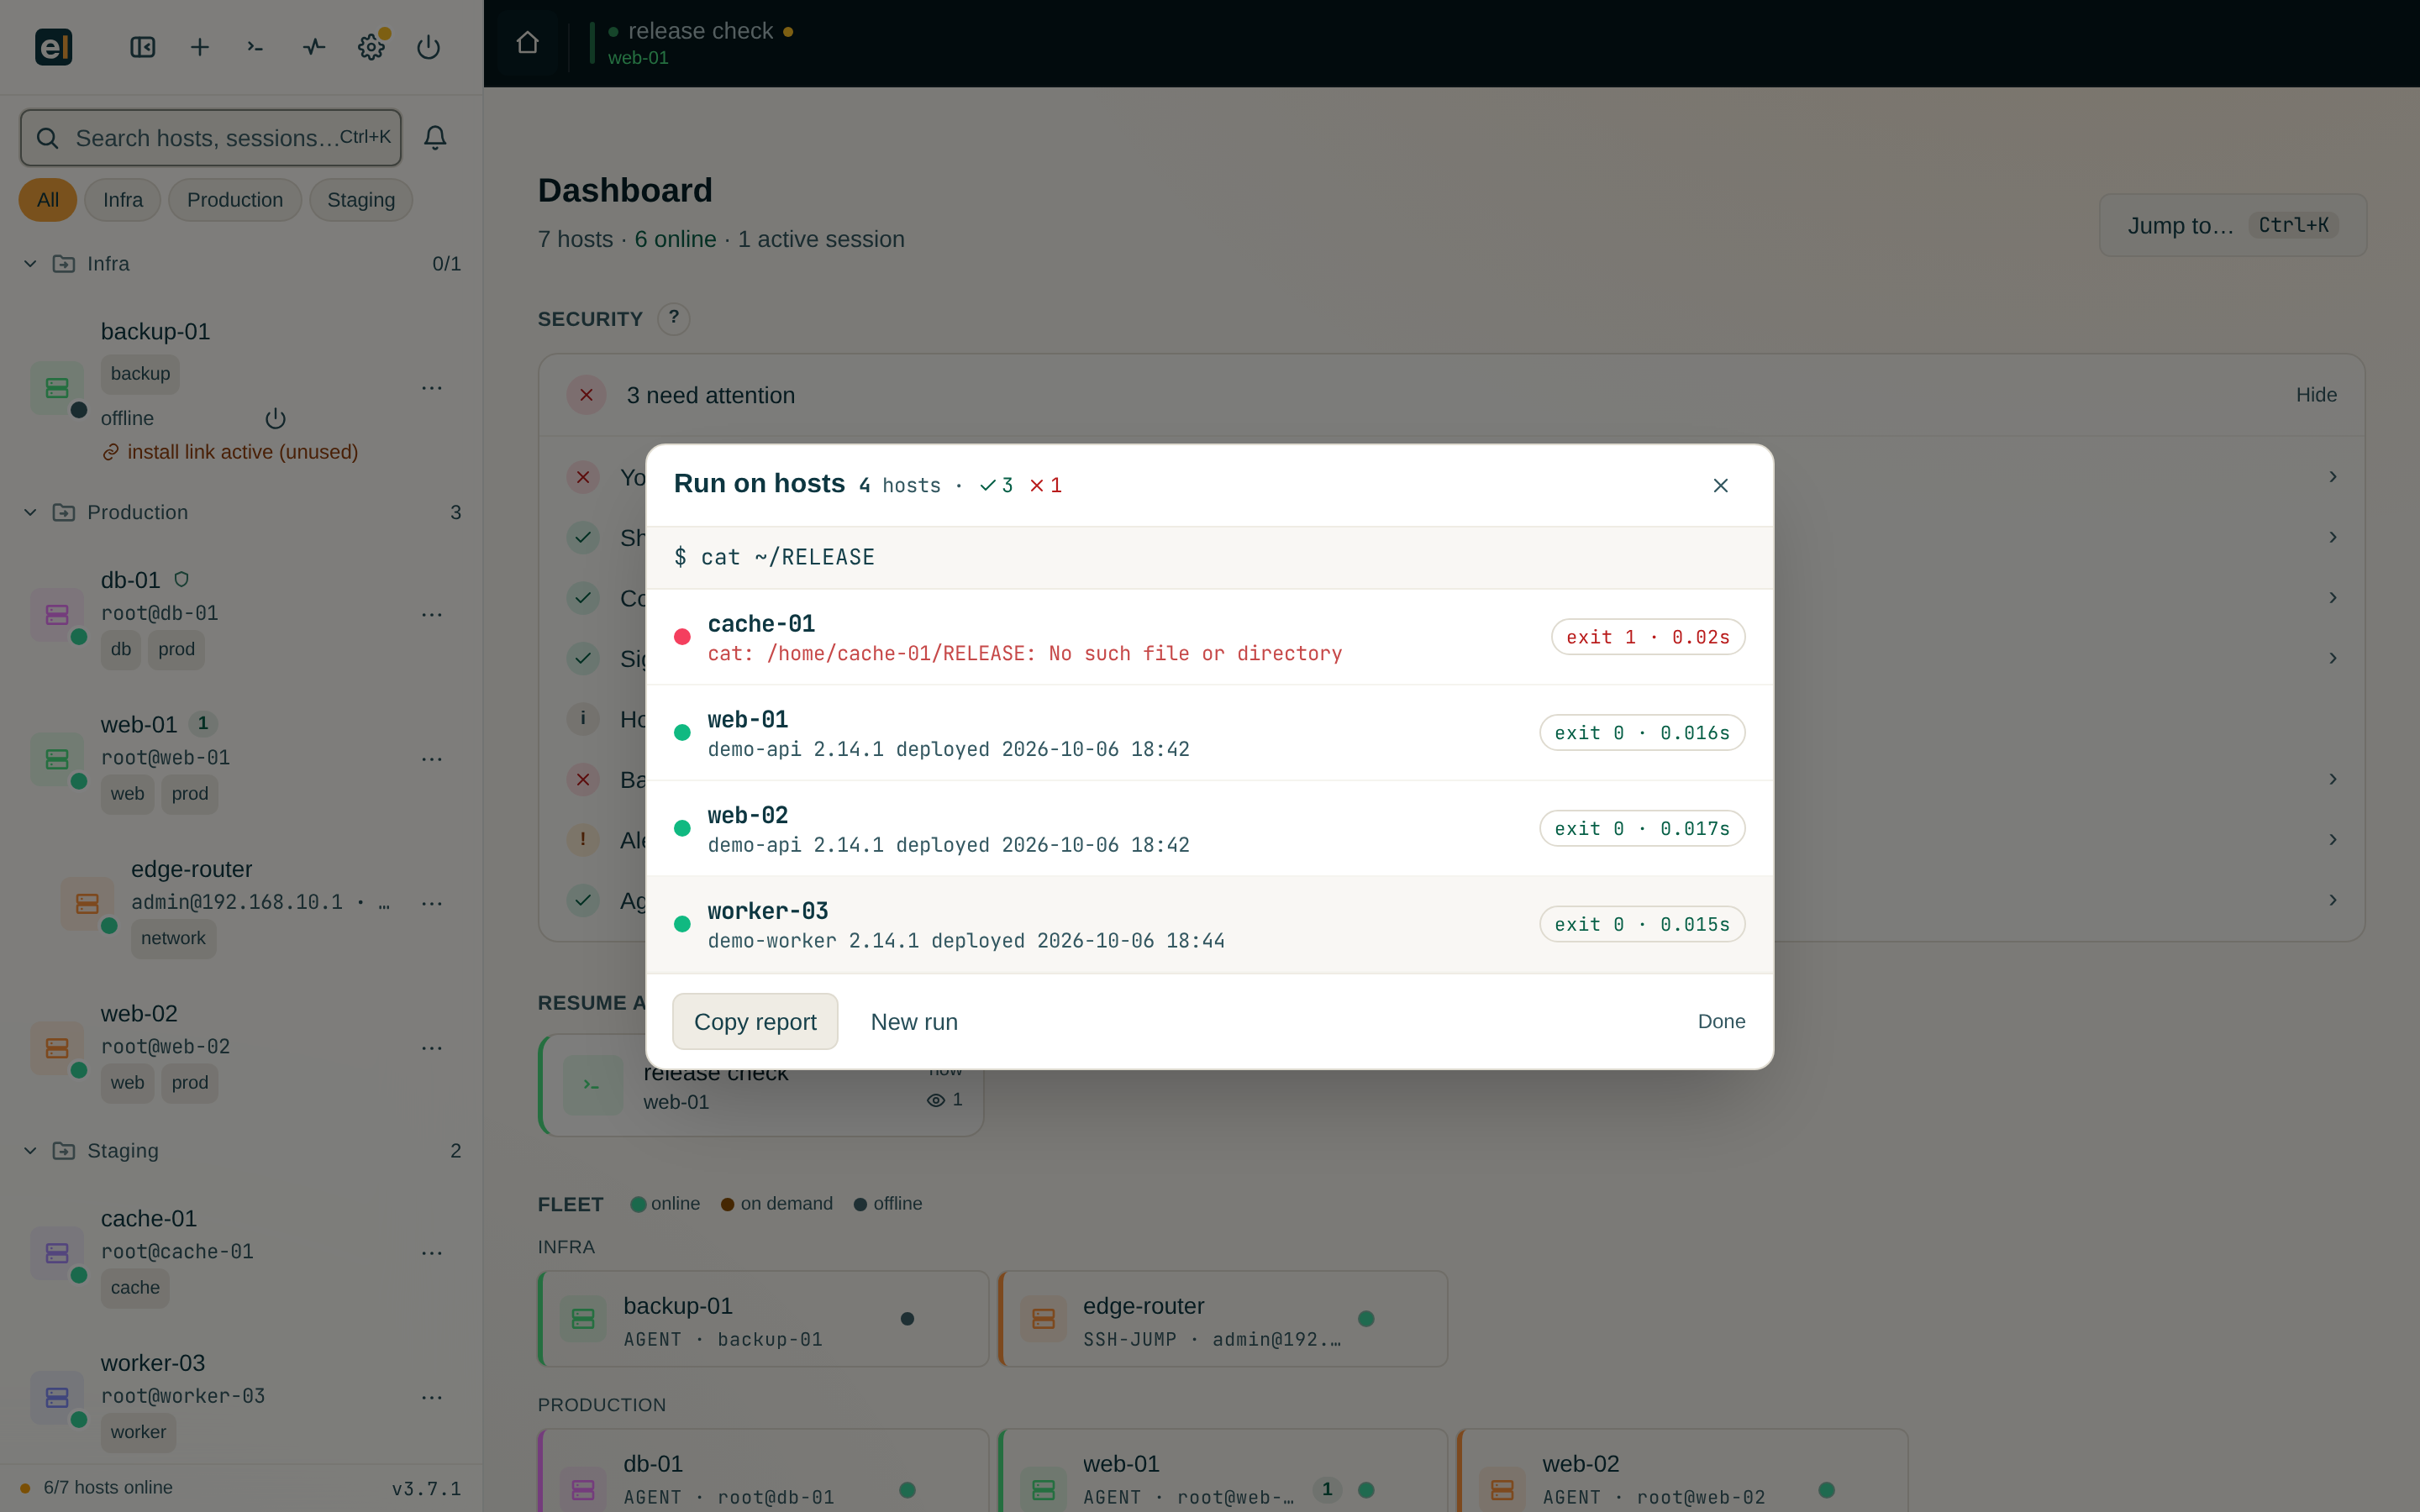 el
release check
web-01
Search hosts, sessions… Ctrl+K
All Infra Production Staging
Infra 0/1
backup-01
backup
offline
install link active (unused)
Production 3
db-01
root@db-01
db prod
web-01 1
root@web-01
web prod
edge-router
admin@192.168.10.1 · …
network
web-02
root@web-02
web prod
Staging 2
cache-01
root@cache-01
cache
worker-03
root@worker-03
worker
6/7 hosts online v3.7.1
Dashboard
7 hosts · 6 online · 1 active session
Jump to… Ctrl+K
SECURITY ?
3 need attention Hide
Run on hosts 4 hosts · 3 1
$ cat ~/RELEASE
cache-01
cat: /home/cache-01/RELEASE: No such file or directory
exit 1 · 0.02s
web-01
demo-api 2.14.1 deployed 2026-10-06 18:42
exit 0 · 0.016s
web-02
demo-api 2.14.1 deployed 2026-10-06 18:42
exit 0 · 0.017s
worker-03
demo-worker 2.14.1 deployed 2026-10-06 18:44
exit 0 · 0.015s
Copy report New run Done
RESUME
release check
web-01 1
FLEET online on demand offline
INFRA
backup-01
AGENT · backup-01
edge-router
SSH-JUMP · admin@192.…
PRODUCTION
db-01
AGENT · root@db-01
web-01
AGENT · root@web-… 1
web-02
AGENT · root@web-02